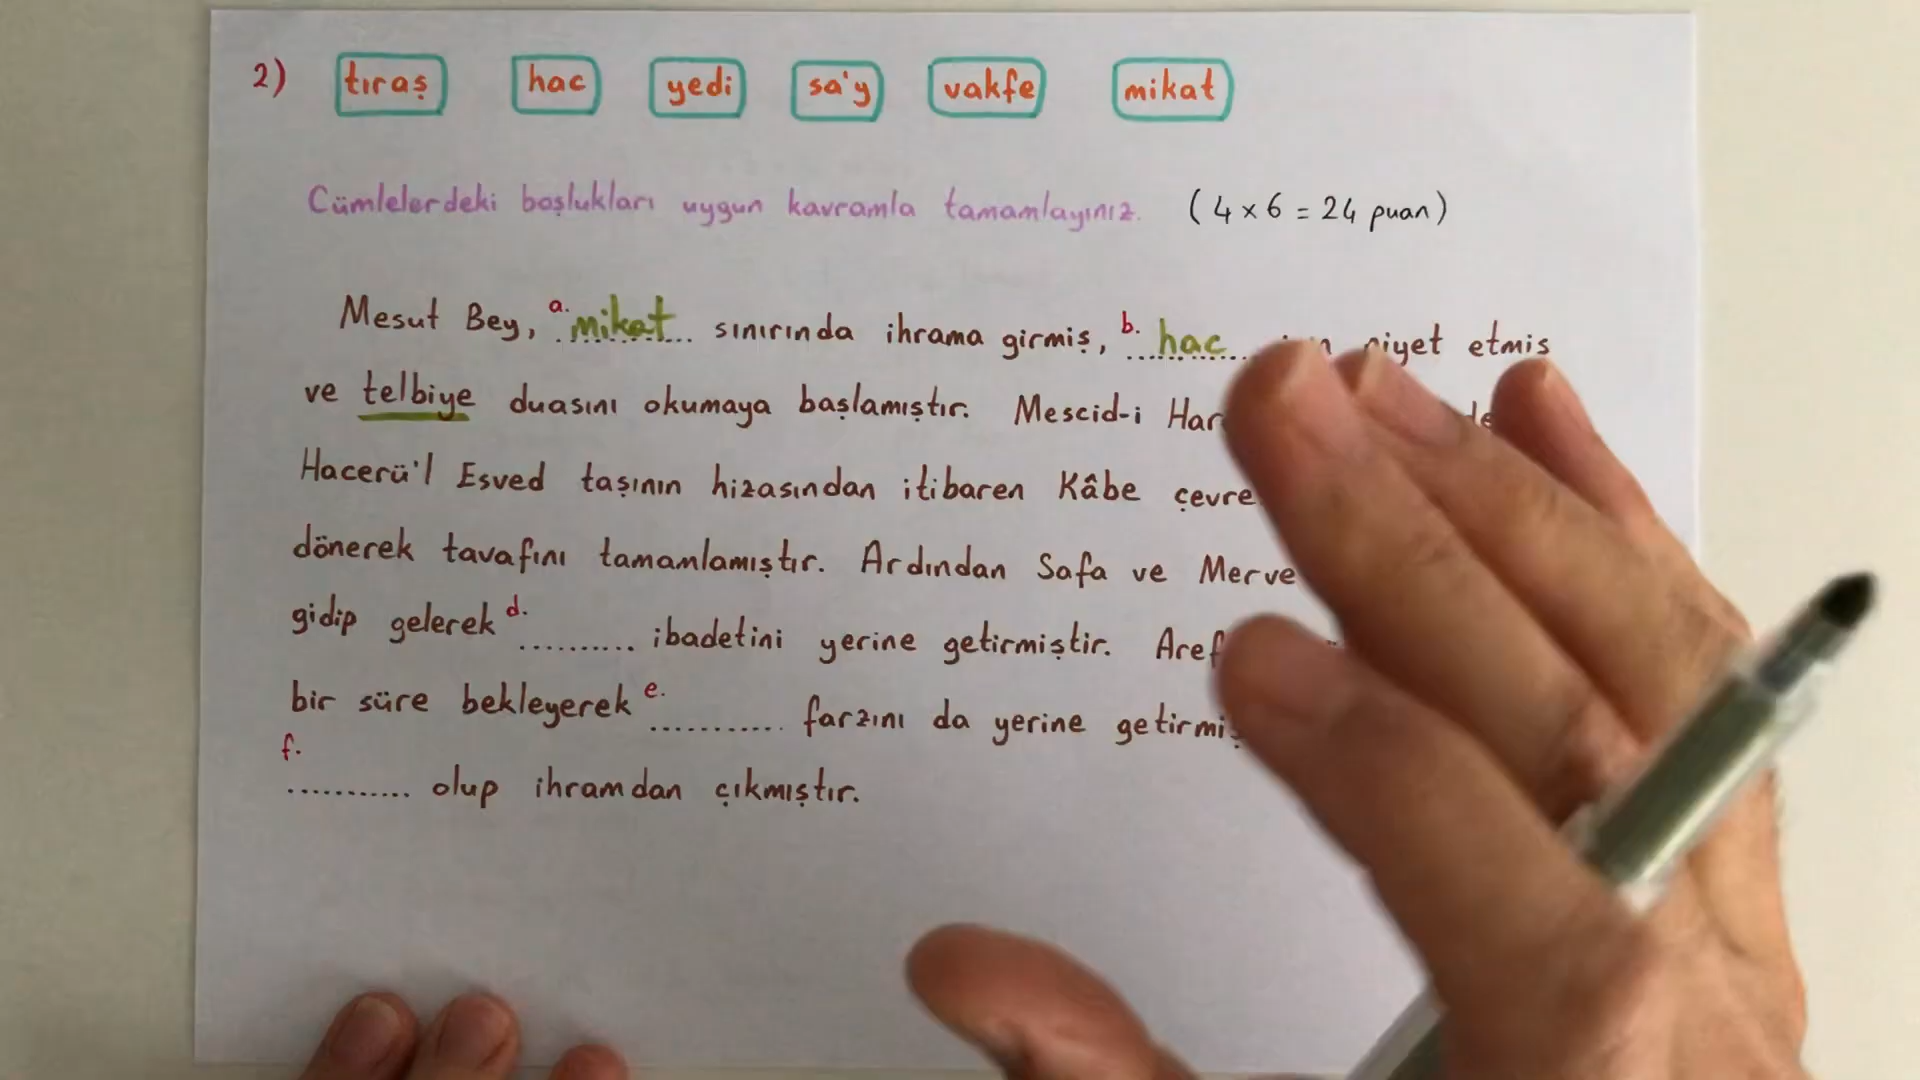 2) tıraş hac yedi sa'y vakfe mikat
Cümlelerdeki boşlukları uygun kavramla tamamlayınız. (4 x 6 = 24 puan)
Mesut Bey, a. mikat sınırında ihrama girmiş, b. hac niyet etmiş
ve telbiye duasını okumaya başlamıştır. Mescid-i
Hacerü'l Esved taşının hizasından itibaren Kâbe
dönerek tavafını tamamlamıştır. Ardından Safa ve Merve
gidip gelerek d. .......... ibadetini yerine getirmiştir.
bir süre bekleyerek e. ............ farzını da yerine
f.
........... olup ihramdan çıkmıştır.